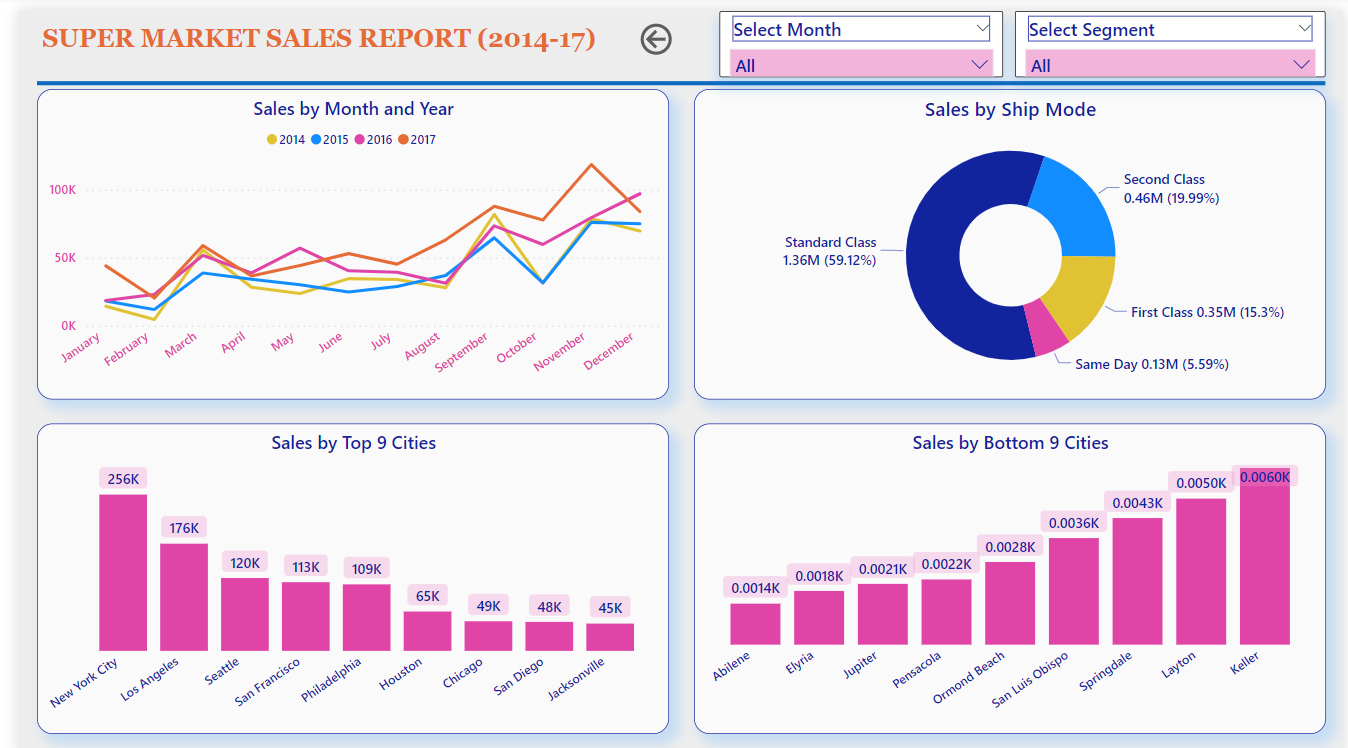 SUPER MARKET SALES REPORT (2014-17)
Select Month
All
Select Segment
All
Sales by Month and Year
2014 2015 2016 2017
100K
50K
0K
January February March April May June July August September October November December
Sales by Ship Mode
Second Class
0.46M (19.99%)
Standard Class
1.36M (59.12%)
First Class 0.35M (15.3%)
Same Day 0.13M (5.59%)
Sales by Top 9 Cities
256K 176K 120K 113K 109K 65K 49K 48K 45K
New York City Los Angeles Seattle San Francisco Philadelphia Houston Chicago San Diego Jacksonville
Sales by Bottom 9 Cities
0.0014K 0.0018K 0.0021K 0.0022K 0.0028K 0.0036K 0.0043K 0.0050K 0.0060K
Abilene Elyria Jupiter Pensacola Ormond Beach San Luis Obispo Springdale Layton Keller